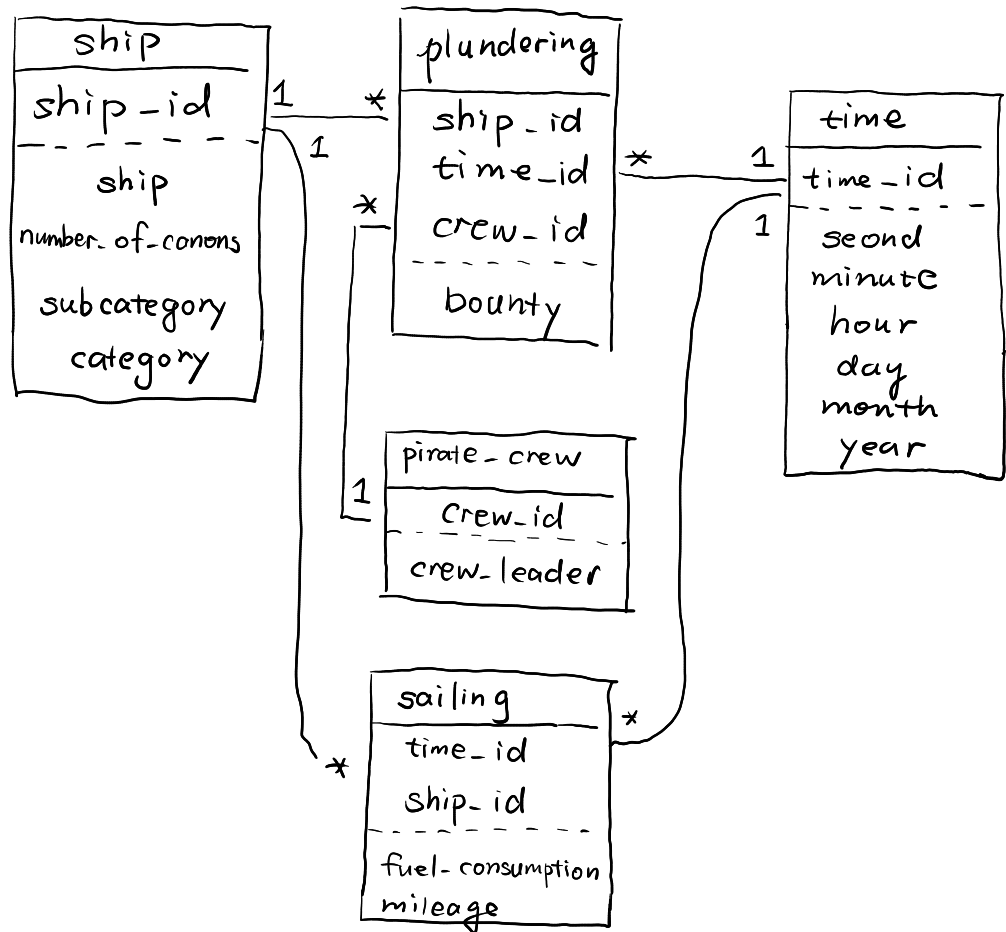 ship
ship_id
ship
number_of_canons
subcategory
category
1
*
1
*
plundering
ship_id
time_id
crew_id
bounty
*
1
1
time
time_id
seond
minute
hour
day
month
year
1
pirate_crew
crew_id
crew_leader
*
sailing
time_id
ship_id
fuel_consumption
mileage
*